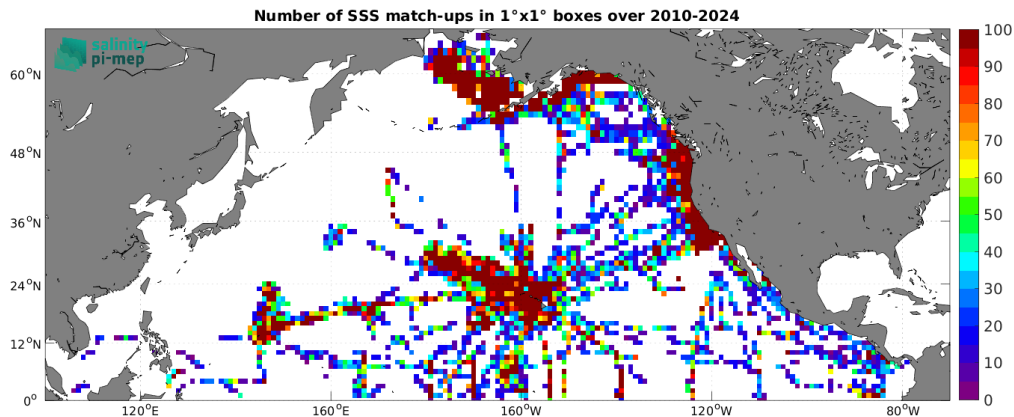 Number of SSS match-ups in 1°x1° boxes over 2010-2024
salinity
pi-mep
60°N
48°N
36°N
24°N
12°N
0°
120°E
160°E
160°W
120°W
80°W
100
90
80
70
60
50
40
30
20
10
0